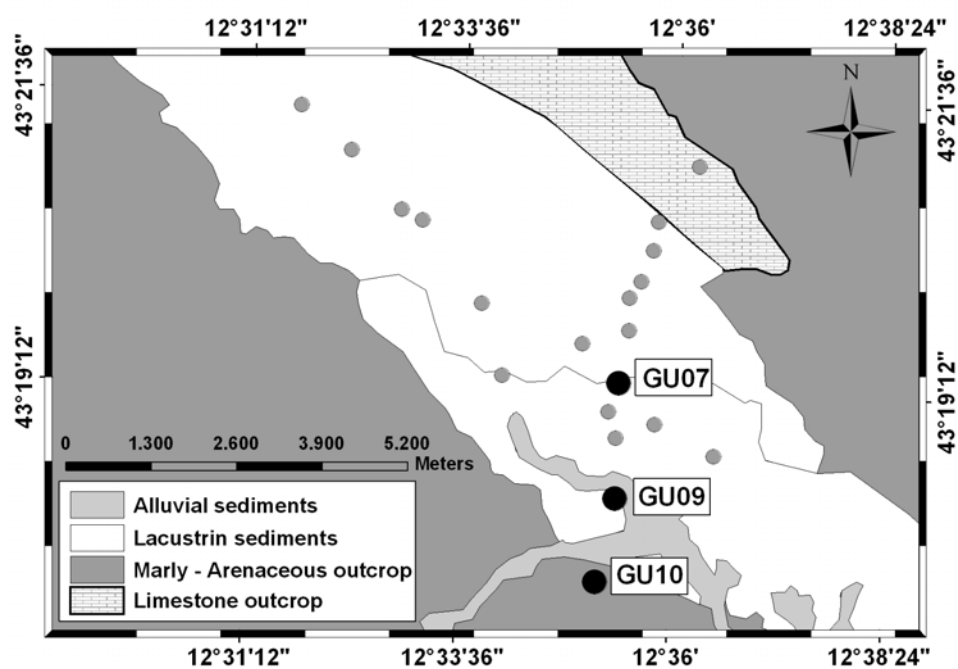 12°31'12" 12°33'36" 12°36' 12°38'24"
43°21'36"
43°21'36"
N
43°19'12"
43°19'12"
GU07
0 1.300 2.600 3.900 5.200
Meters
GU09
Alluvial sediments
Lacustrin sediments
Marly - Arenaceous outcrop
Limestone outcrop
GU10
12°31'12" 12°33'36" 12°36' 12°38'24"